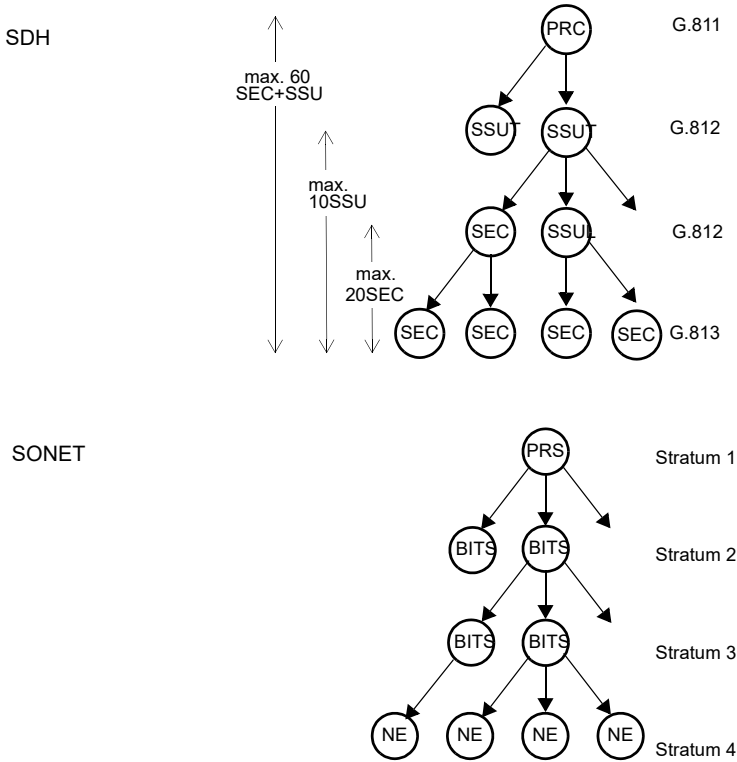 SDH
PRC
G.811
max. 60
SEC+SSU
SSUT
SSUT
G.812
max.
10SSU
SEC
SSUL
G.812
max.
20SEC
SEC
SEC
SEC
SEC
G.813
SONET
PRS
Stratum 1
BITS
BITS
Stratum 2
BITS
BITS
Stratum 3
NE
NE
NE
NE
Stratum 4